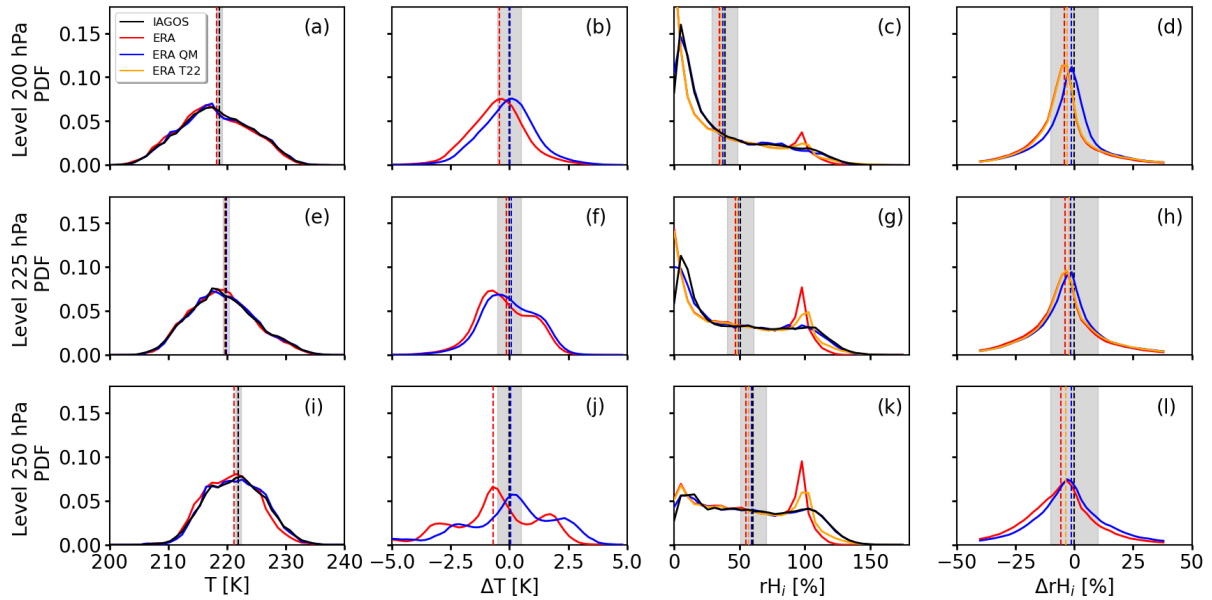 IAGOS
ERA
ERA QM
ERA T22
(a)
(b)
(c)
(d)
Level 200 hPa
PDF
0.15
0.10
0.05
0.00
(e)
(f)
(g)
(h)
Level 225 hPa
PDF
0.15
0.10
0.05
0.00
(i)
(j)
(k)
(l)
Level 250 hPa
PDF
0.15
0.10
0.05
0.00
200 210 220 230 240
T [K]
−5.0 −2.5 0.0 2.5 5.0
ΔT [K]
0 50 100 150
rHi [%]
−50 −25 0 25 50
ΔrHi [%]